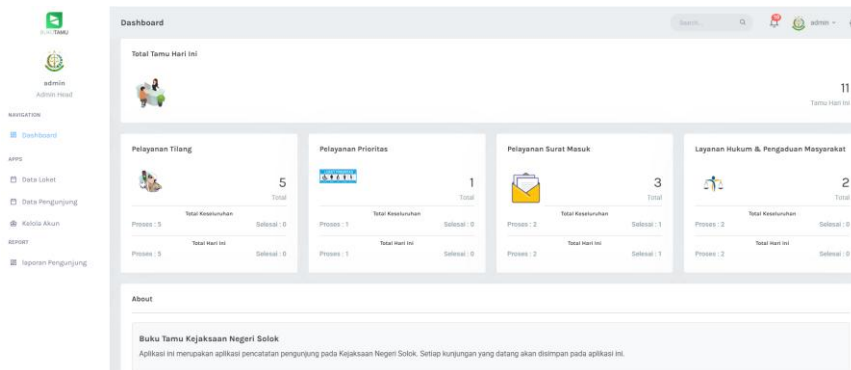 BUKUTAMU
admin
Admin Head
NAVIGATION
Dashboard
APPS
Data Loket
Data Pengunjung
Kelola Akun
REPORT
laporan Pengunjung
Dashboard
Search...
admin
Total Tamu Hari Ini
11
Tamu Hari Ini
Pelayanan Tilang
5
Total
Total Keseluruhan
Proses : 5 Selesai : 0
Total Hari Ini
Proses : 5 Selesai : 0
Pelayanan Prioritas
1
Total
Total Keseluruhan
Proses : 1 Selesai : 0
Total Hari Ini
Proses : 1 Selesai : 0
Pelayanan Surat Masuk
3
Total
Total Keseluruhan
Proses : 2 Selesai : 1
Total Hari Ini
Proses : 2 Selesai : 1
Layanan Hukum & Pengaduan Masyarakat
2
Total
Total Keseluruhan
Proses : 2 Selesai : 0
Total Hari Ini
Proses : 2 Selesai : 0
About
Buku Tamu Kejaksaan Negeri Solok
Aplikasi ini merupakan aplikasi pencatatan pengunjung pada Kejaksaan Negeri Solok. Setiap kunjungan yang datang akan disimpan pada aplikasi ini.